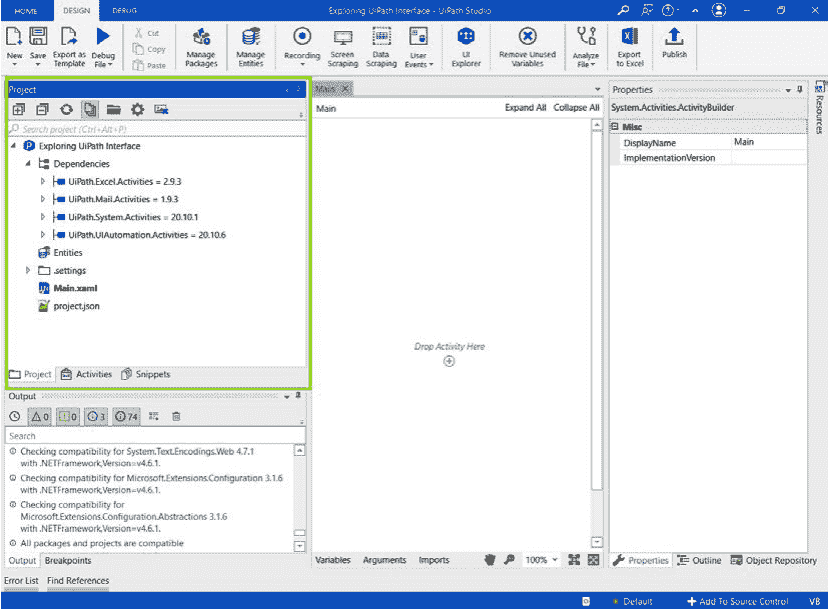 HOME DESIGN DEBUG Exploring UiPath Interface - UiPath Studio
New Save Export as Template Debug File Cut Copy Paste Manage Packages Manage Entities Recording Screen Scraping Data Scraping User Events UI Explorer Remove Unused Variables Analyze File Export to Excel Publish
Project
Search project (Ctrl+Alt+P)
Exploring UiPath Interface
Dependencies
UiPath.Excel.Activities = 2.9.3
UiPath.Mail.Activities = 1.9.3
UiPath.System.Activities = 20.10.1
UiPath.UIAutomation.Activities = 20.10.6
Entities
.settings
Main.xaml
project.json
Project Activities Snippets
Output
0 0 3 74
Search
Checking compatibility for System.Text.Encodings.Web 4.7.1
with .NETFramework,Version=v4.6.1.
Checking compatibility for Microsoft.Extensions.Configuration 3.1.6
with .NETFramework,Version=v4.6.1.
Checking compatibility for
Microsoft.Extensions.Configuration.Abstractions 3.1.6
with .NETFramework,Version=v4.6.1.
All packages and projects are compatible
Output Breakpoints
Error List Find References
Main
Main Expand All Collapse All
Drop Activity Here
Variables Arguments Imports 100%
Properties
System.Activities.ActivityBuilder
Misc
DisplayName Main
ImplementationVersion
Properties Outline Object Repository
Resources
Default Add To Source Control VB